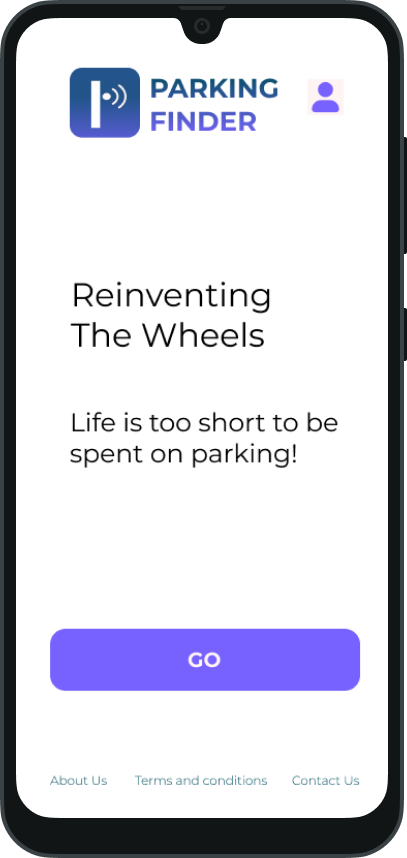 PARKING
FINDER
Reinventing
The Wheels
Life is too short to be
spent on parking!
GO
About Us
Terms and conditions
Contact Us